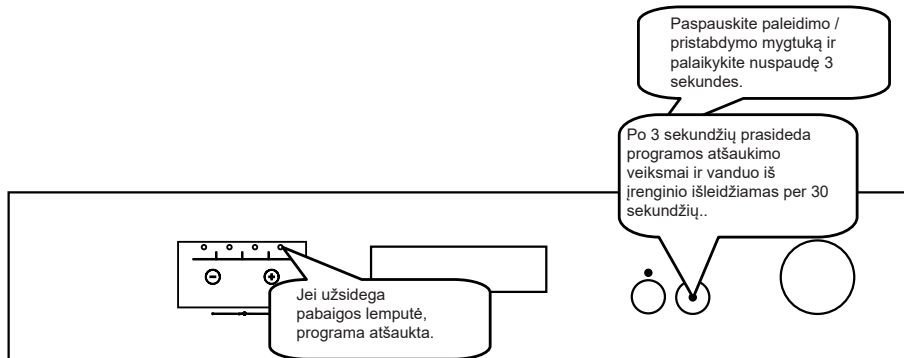 Paspauskite paleidimo /
pristabdymo mygtuką ir
palaikykite nuspaudę 3
sekundes.
Po 3 sekundžių prasideda
programos atšaukimo
veiksmai ir vanduo iš
įrenginio išleidžiamas per 30
sekundžių..
Jei užsidega
pabaigos lemputė,
programa atšaukta.